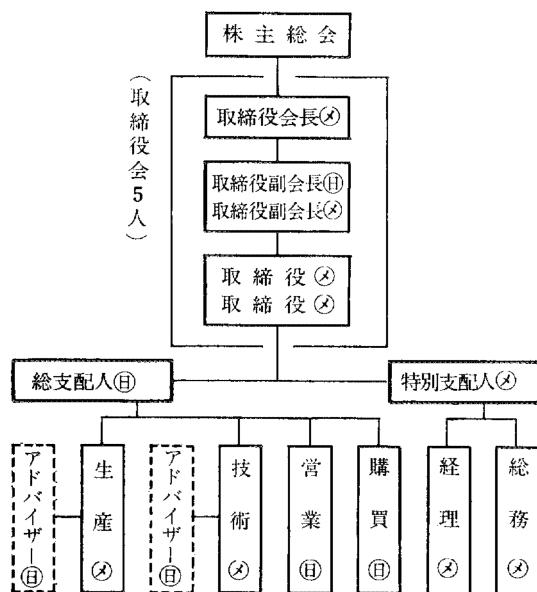 株主総会
（取締役会5人）
取締役会長㋱
取締役副会長㊐
取締役副会長㋱
取締役㋱
取締役㋱
総支配人㊐
特別支配人㋱
アドバイザー㊐
生産㋱
アドバイザー㊐
技術㋱
営業㊐
購買㊐
経理㋱
総務㋱